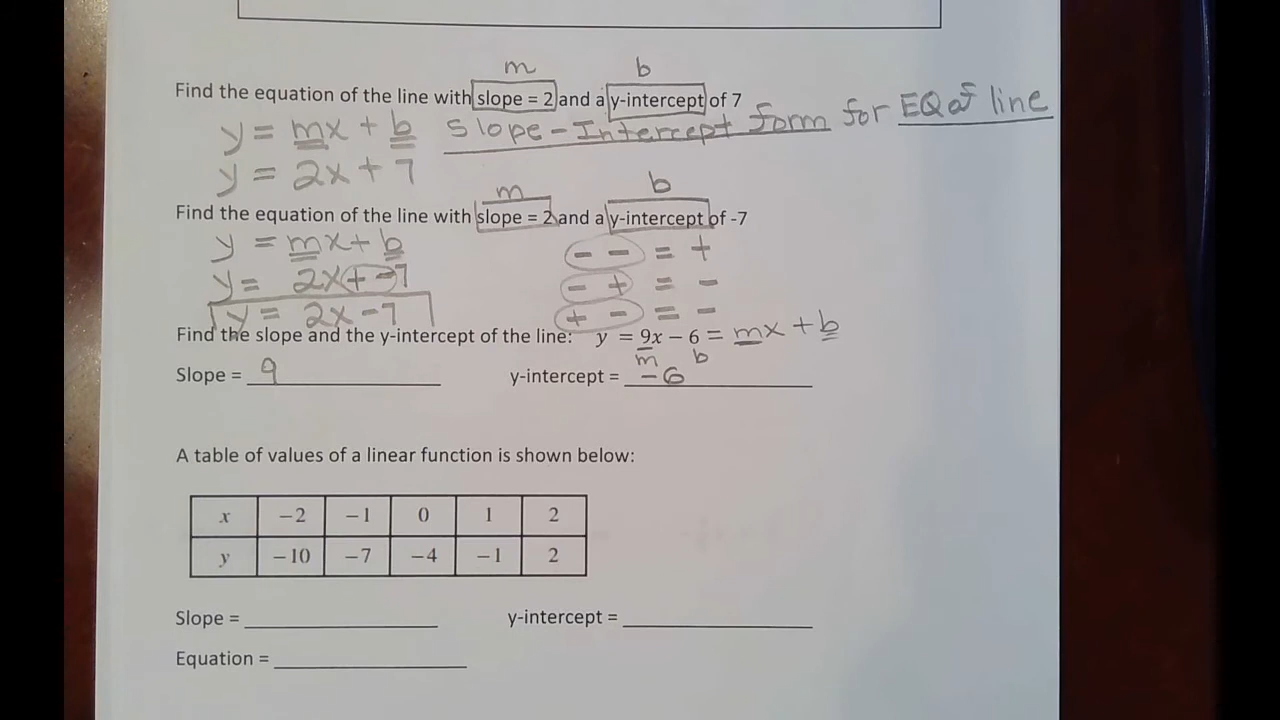 m b
Find the equation of the line with slope = 2 and a y-intercept of 7
y = mx + b Slope-Intercept form for EQ of line
y = 2x + 7
m b
Find the equation of the line with slope = 2 and a y-intercept of -7
y = mx + b - - = +
y = 2x + -7 - + = -
y = 2x - 7 + - = -
Find the slope and the y-intercept of the line: y = 9x − 6 = mx + b
m b
Slope = 9 y-intercept = -6
A table of values of a linear function is shown below:
x −2 −1 0 1 2
y −10 −7 −4 −1 2
Slope = ____ y-intercept = ____
Equation = ____